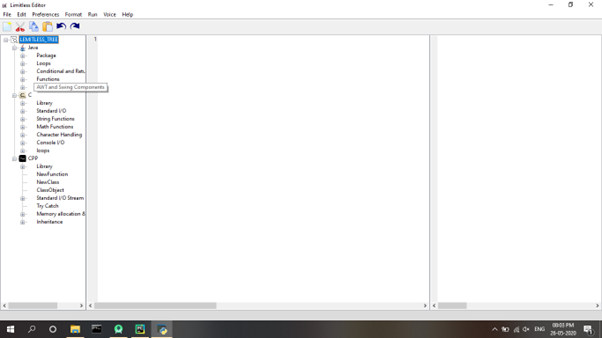 Limitless Editor
File Edit Preferences Format Run Voice Help
LIMITLESS_TREE
1
Java
Package
Loops
Conditional and Retu
Functions
AWT and Swing Components
C
Library
Standard I/O
String Functions
Math Functions
Character Handling
Console I/O
loops
CPP
Library
NewFunction
NewClass
ClassObject
Standard I/O Stream
Try Catch
Memory allocation &
Inheritance
ENG
08:03 PM
26-05-2020